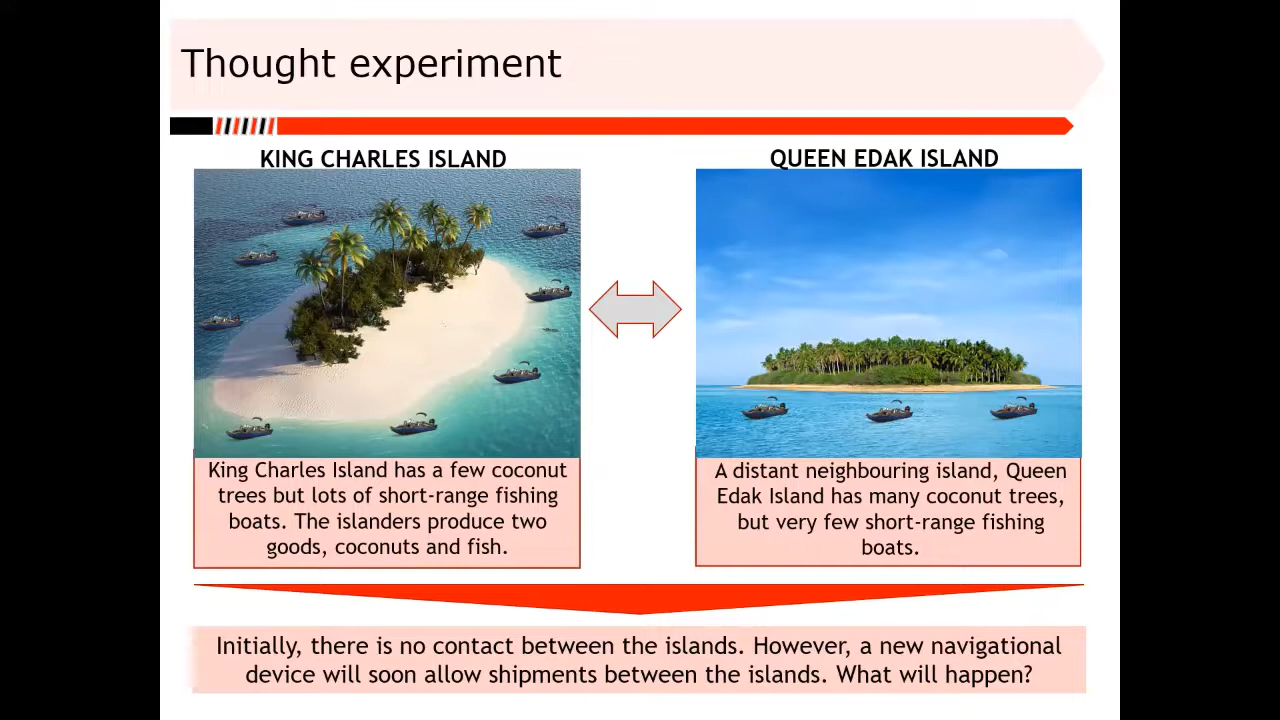 Thought experiment
KING CHARLES ISLAND
King Charles Island has a few coconut
trees but lots of short-range fishing
boats. The islanders produce two
goods, coconuts and fish.
QUEEN EDAK ISLAND
A distant neighbouring island, Queen
Edak Island has many coconut trees,
but very few short-range fishing
boats.
Initially, there is no contact between the islands. However, a new navigational
device will soon allow shipments between the islands. What will happen?